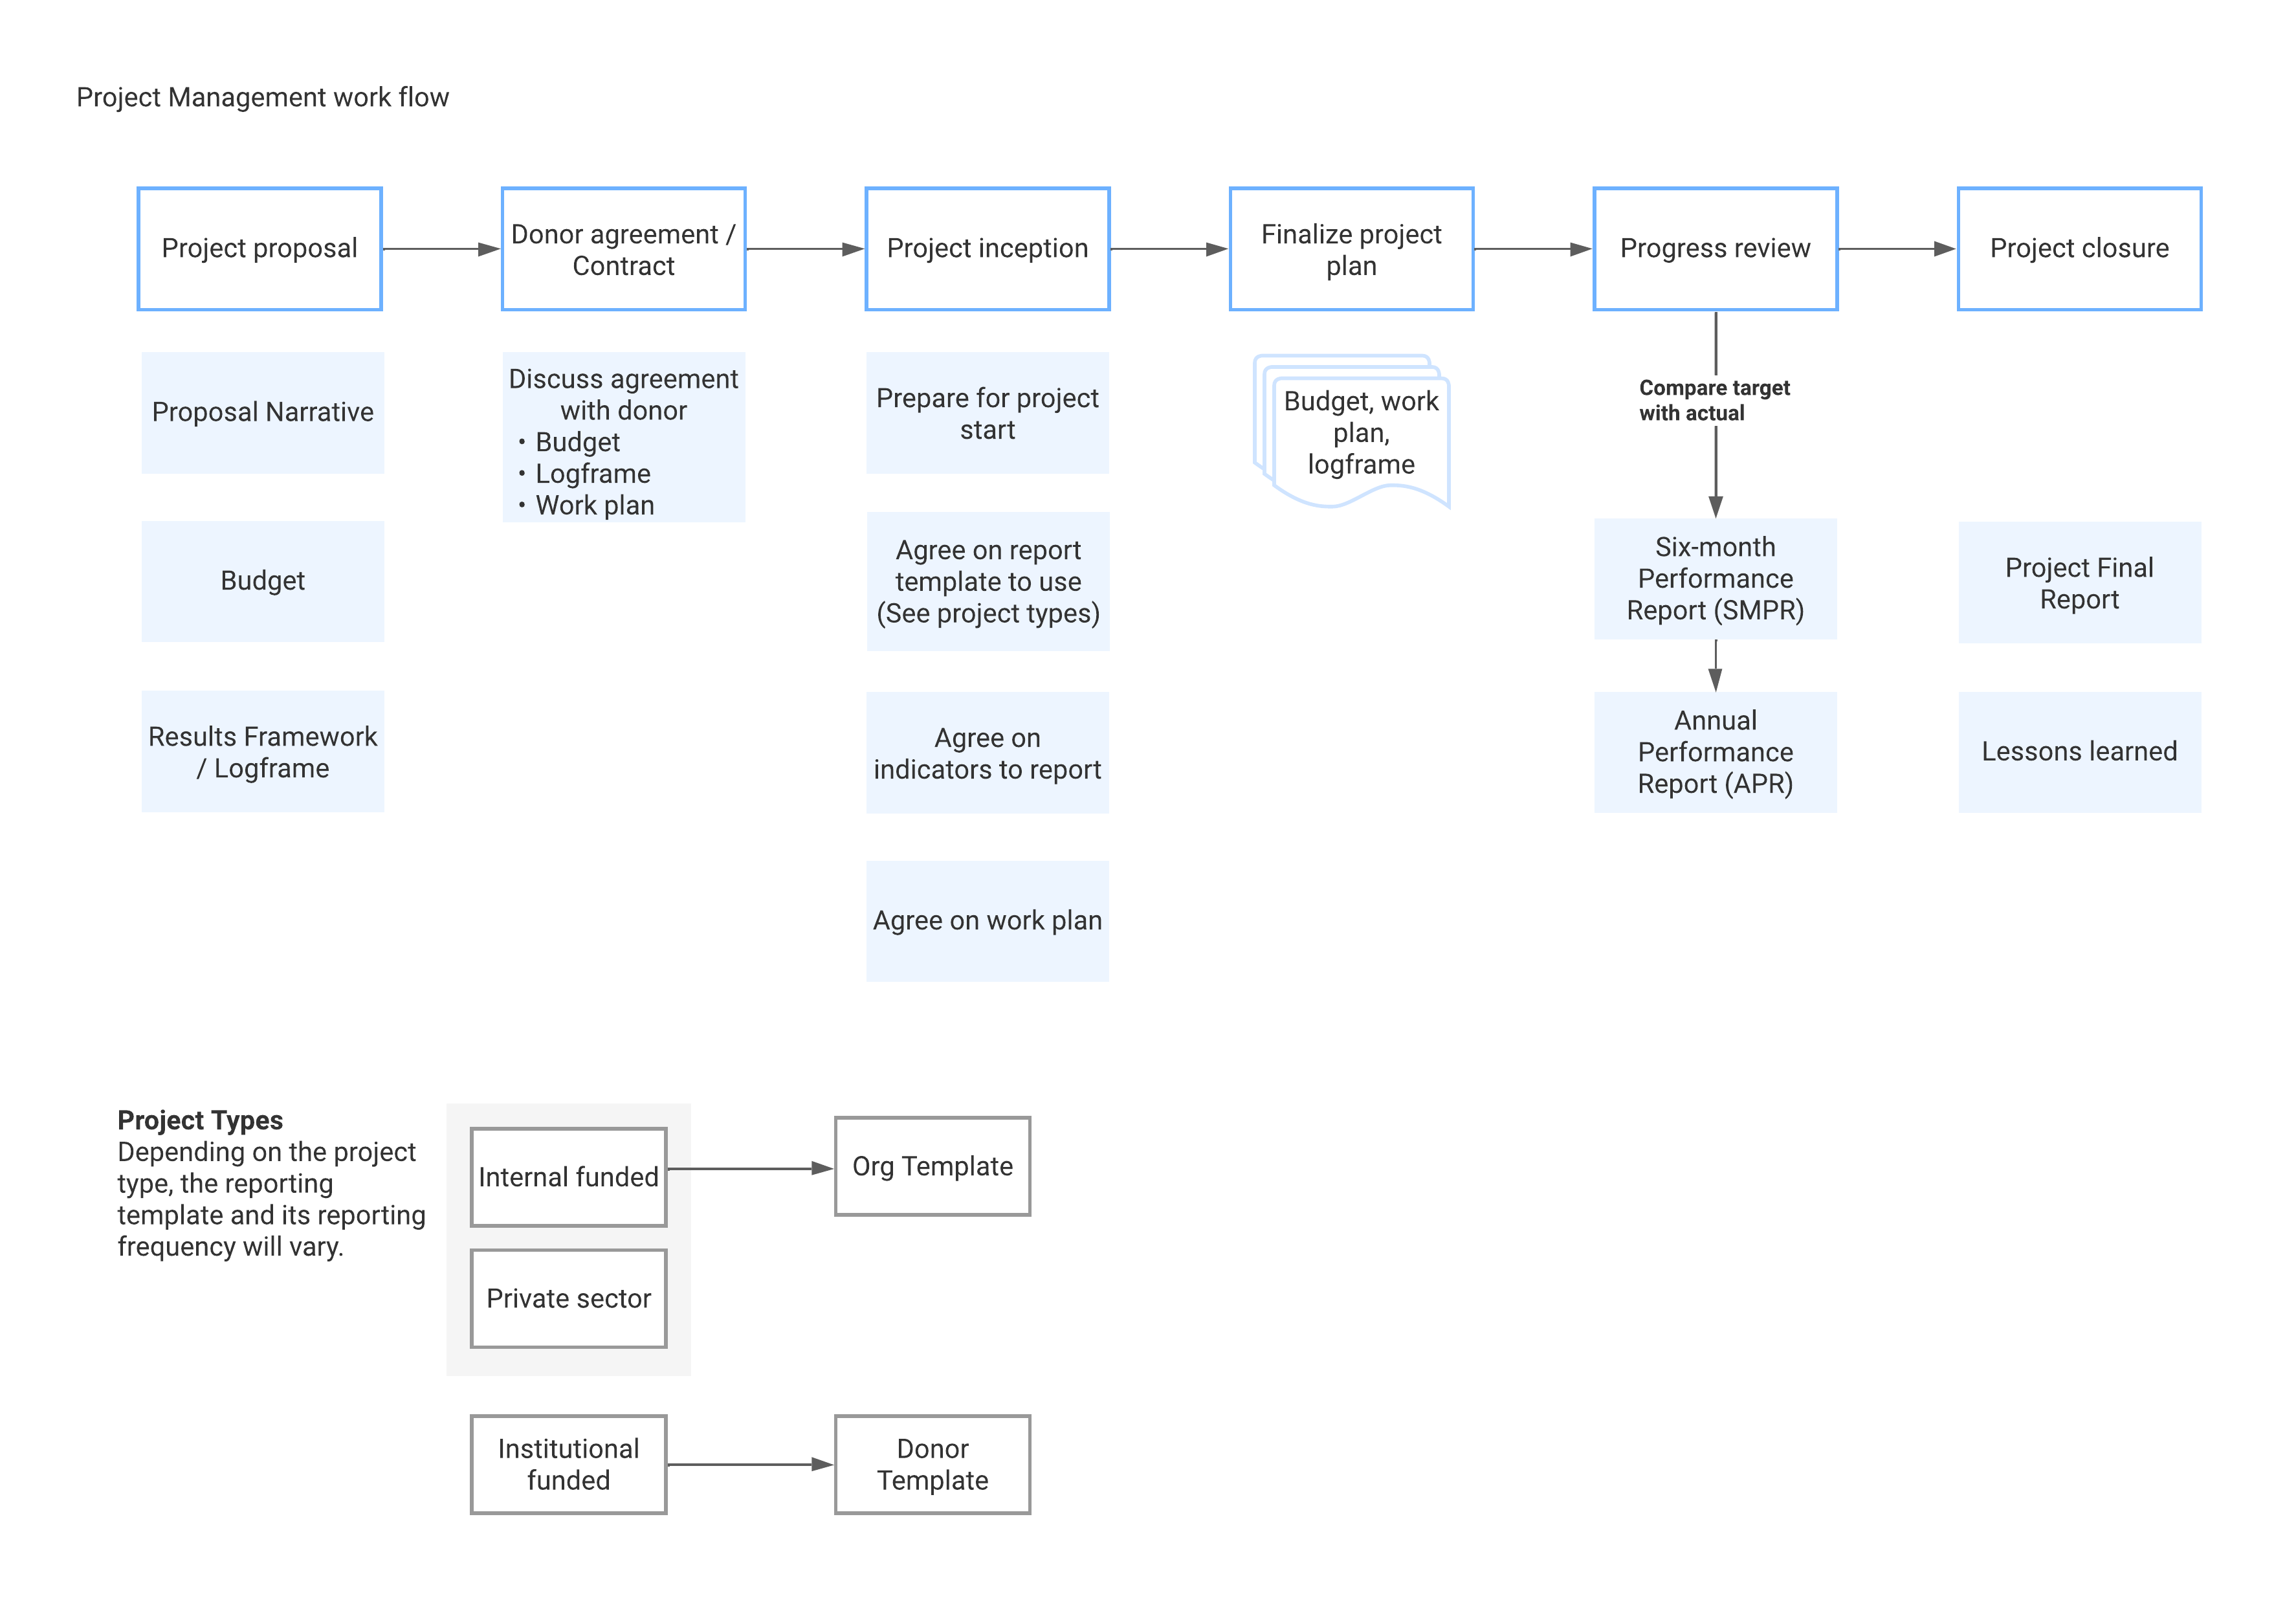 Project Management work flow
Project proposal
Donor agreement /
Contract
Project inception
Finalize project
plan
Progress review
Project closure
Proposal Narrative
Budget
Results Framework
/ Logframe
Discuss agreement
with donor
• Budget
• Logframe
• Work plan
Prepare for project
start
Agree on report
template to use
(See project types)
Agree on
indicators to report
Agree on work plan
Budget, work
plan,
logframe
Compare target
with actual
Six-month
Performance
Report (SMPR)
Annual
Performance
Report (APR)
Project Final
Report
Lessons learned
Project Types
Depending on the project
type, the reporting
template and its reporting
frequency will vary.
Internal funded
Org Template
Private sector
Institutional
funded
Donor
Template